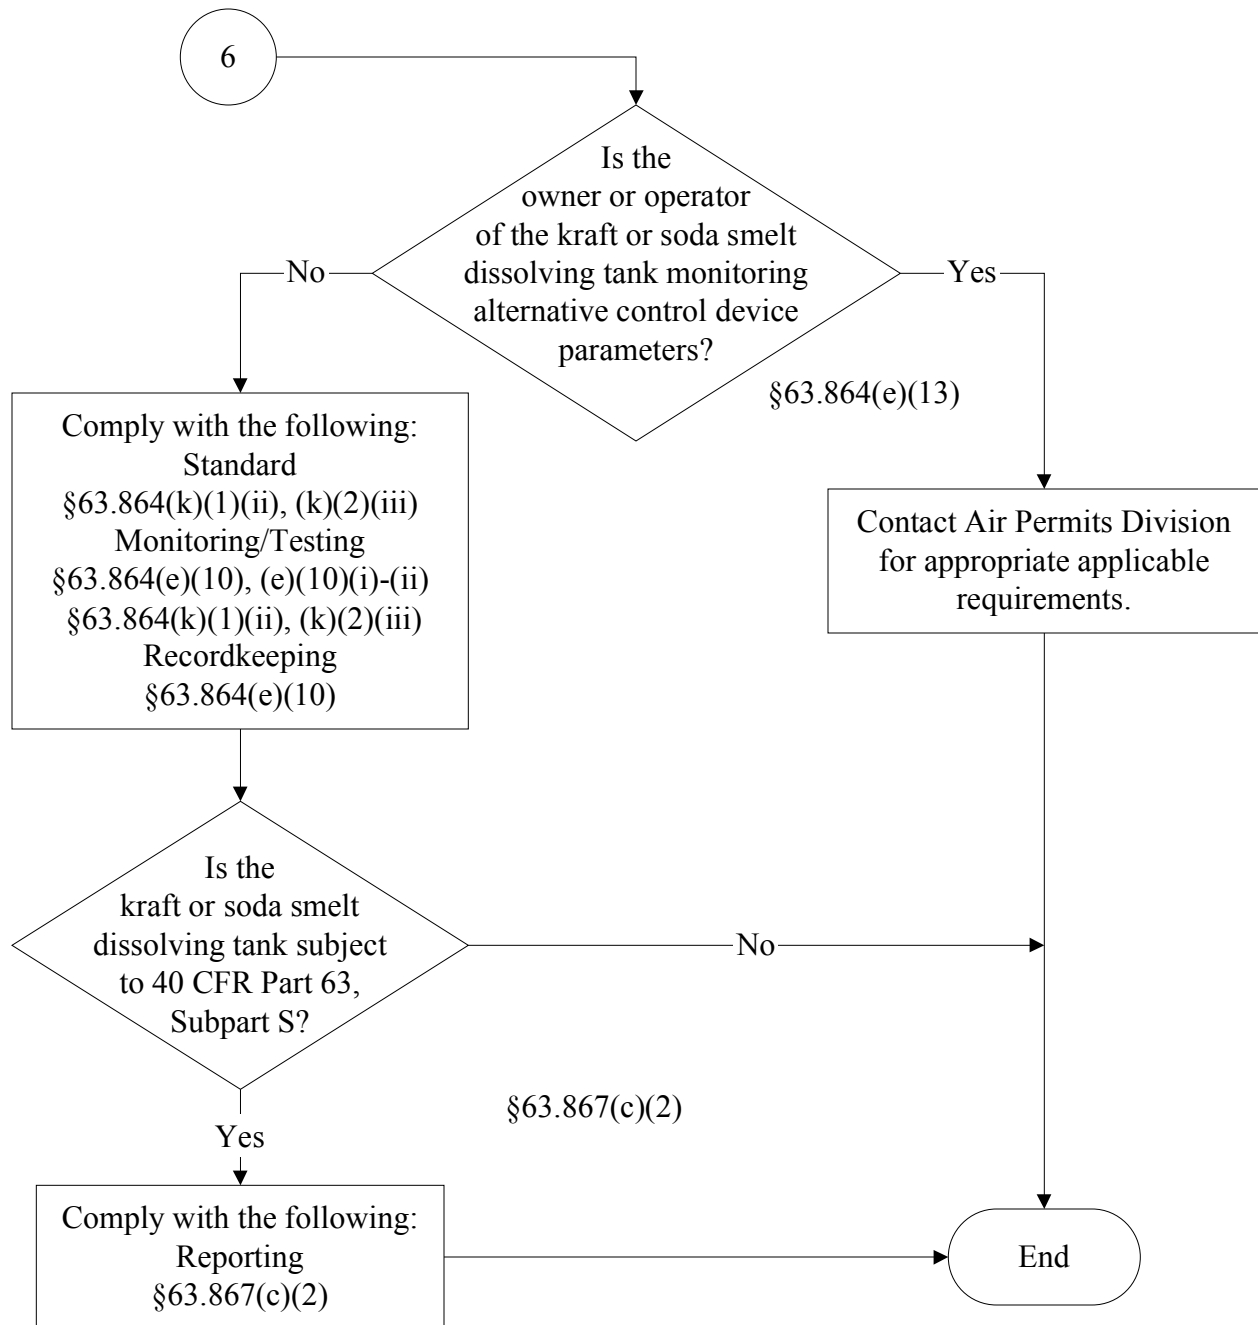 6
Is the
owner or operator
of the kraft or soda smelt
dissolving tank monitoring
alternative control device
parameters?
No
Yes
§63.864(e)(13)
Comply with the following:
Standard
§63.864(k)(1)(ii), (k)(2)(iii)
Monitoring/Testing
§63.864(e)(10), (e)(10)(i)-(ii)
§63.864(k)(1)(ii), (k)(2)(iii)
Recordkeeping
§63.864(e)(10)
Contact Air Permits Division
for appropriate applicable
requirements.
Is the
kraft or soda smelt
dissolving tank subject
to 40 CFR Part 63,
Subpart S?
No
§63.867(c)(2)
Yes
Comply with the following:
Reporting
§63.867(c)(2)
End